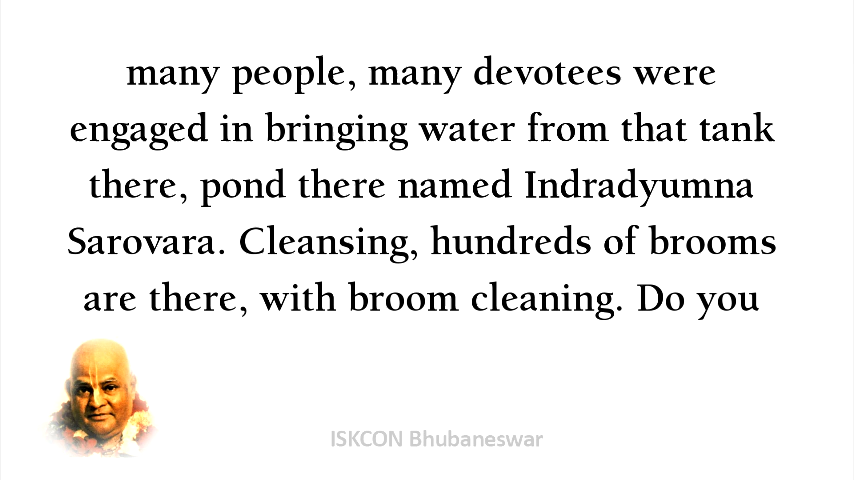 many people, many devotees were
engaged in bringing water from that tank
there, pond there named Indradyumna
Sarovara. Cleansing, hundreds of brooms
are there, with broom cleaning. Do you
ISKCON Bhubaneswar